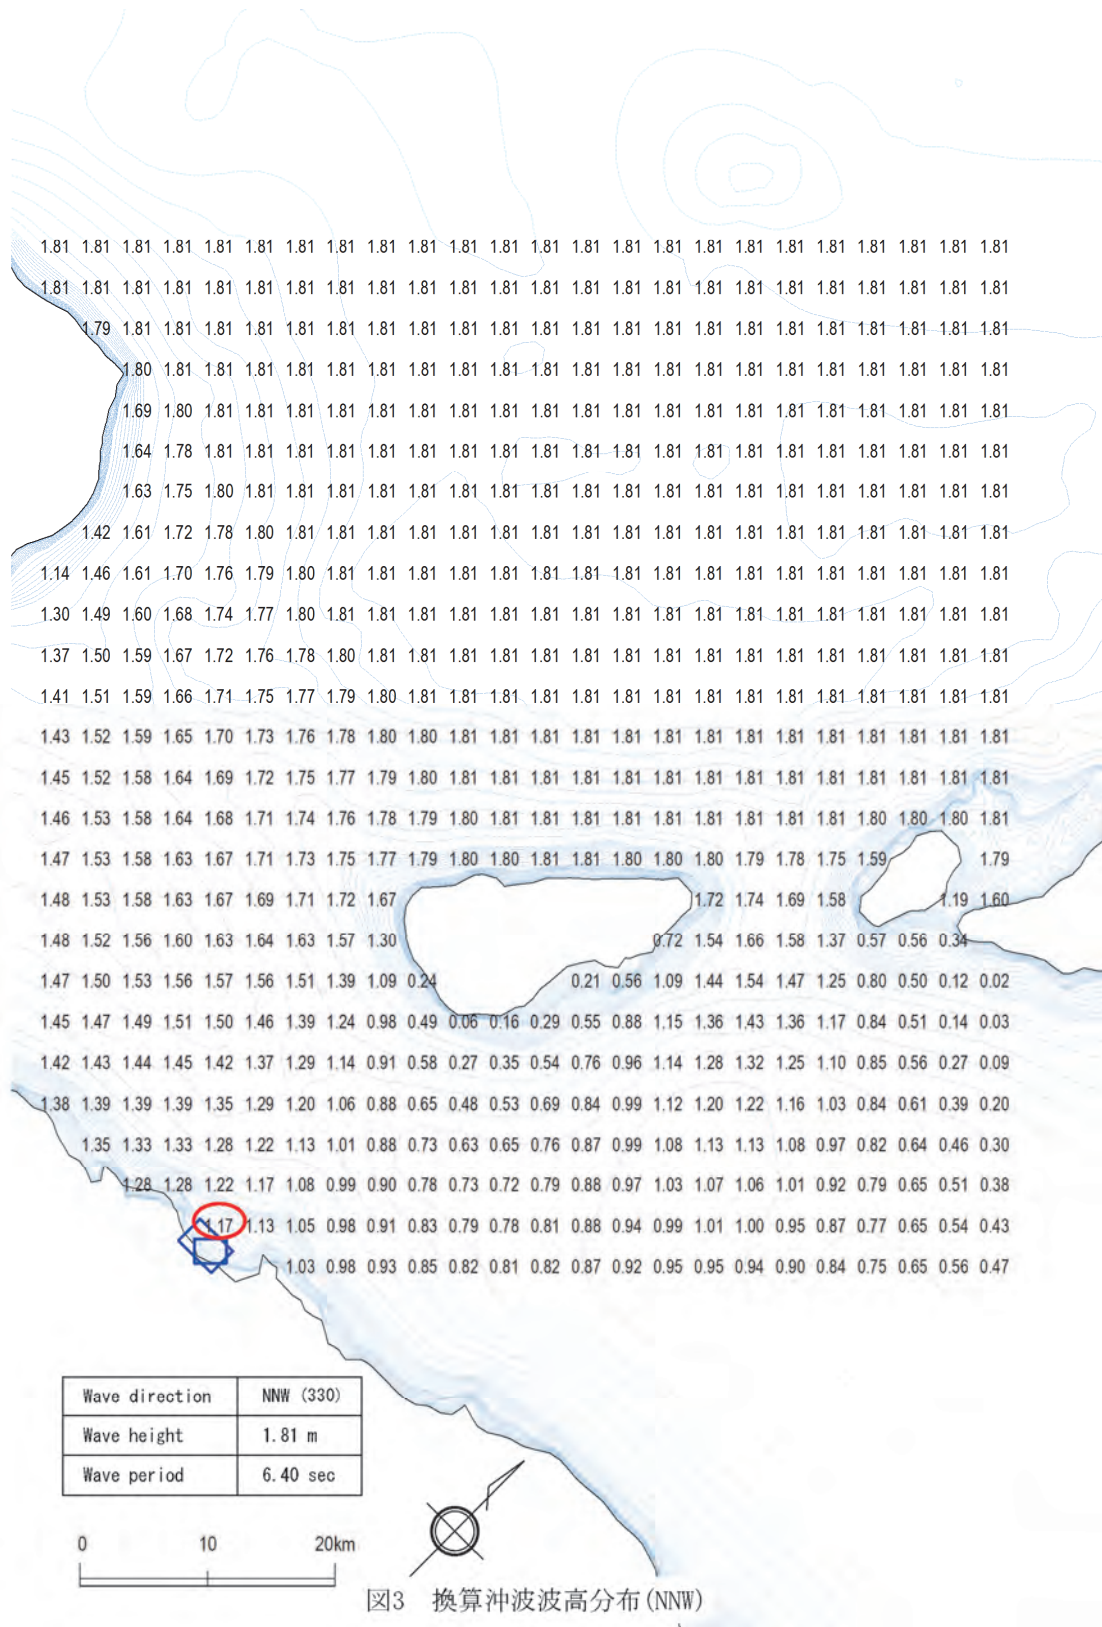 1.81 1.81 1.81 1.81 1.81 1.81 1.81 1.81 1.81 1.81 1.81 1.81 1.81 1.81 1.81 1.81 1.81 1.81 1.81 1.81 1.81 1.81 1.81 1.81
1.81 1.81 1.81 1.81 1.81 1.81 1.81 1.81 1.81 1.81 1.81 1.81 1.81 1.81 1.81 1.81 1.81 1.81 1.81 1.81 1.81 1.81 1.81 1.81
1.79 1.81 1.81 1.81 1.81 1.81 1.81 1.81 1.81 1.81 1.81 1.81 1.81 1.81 1.81 1.81 1.81 1.81 1.81 1.81 1.81 1.81 1.81
1.80 1.81 1.81 1.81 1.81 1.81 1.81 1.81 1.81 1.81 1.81 1.81 1.81 1.81 1.81 1.81 1.81 1.81 1.81 1.81 1.81 1.81
1.69 1.80 1.81 1.81 1.81 1.81 1.81 1.81 1.81 1.81 1.81 1.81 1.81 1.81 1.81 1.81 1.81 1.81 1.81 1.81 1.81 1.81
1.64 1.78 1.81 1.81 1.81 1.81 1.81 1.81 1.81 1.81 1.81 1.81 1.81 1.81 1.81 1.81 1.81 1.81 1.81 1.81 1.81 1.81
1.63 1.75 1.80 1.81 1.81 1.81 1.81 1.81 1.81 1.81 1.81 1.81 1.81 1.81 1.81 1.81 1.81 1.81 1.81 1.81 1.81 1.81
1.42 1.61 1.72 1.78 1.80 1.81 1.81 1.81 1.81 1.81 1.81 1.81 1.81 1.81 1.81 1.81 1.81 1.81 1.81 1.81 1.81 1.81 1.81
1.14 1.46 1.61 1.70 1.76 1.79 1.80 1.81 1.81 1.81 1.81 1.81 1.81 1.81 1.81 1.81 1.81 1.81 1.81 1.81 1.81 1.81 1.81 1.81
1.30 1.49 1.60 1.68 1.74 1.77 1.80 1.81 1.81 1.81 1.81 1.81 1.81 1.81 1.81 1.81 1.81 1.81 1.81 1.81 1.81 1.81 1.81 1.81
1.37 1.50 1.59 1.67 1.72 1.76 1.78 1.80 1.81 1.81 1.81 1.81 1.81 1.81 1.81 1.81 1.81 1.81 1.81 1.81 1.81 1.81 1.81 1.81
1.41 1.51 1.59 1.66 1.71 1.75 1.77 1.79 1.80 1.81 1.81 1.81 1.81 1.81 1.81 1.81 1.81 1.81 1.81 1.81 1.81 1.81 1.81 1.81
1.43 1.52 1.59 1.65 1.70 1.73 1.76 1.78 1.80 1.80 1.81 1.81 1.81 1.81 1.81 1.81 1.81 1.81 1.81 1.81 1.81 1.81 1.81 1.81
1.45 1.52 1.58 1.64 1.69 1.72 1.75 1.77 1.79 1.80 1.81 1.81 1.81 1.81 1.81 1.81 1.81 1.81 1.81 1.81 1.81 1.81 1.81 1.81
1.46 1.53 1.58 1.64 1.68 1.71 1.74 1.76 1.78 1.79 1.80 1.81 1.81 1.81 1.81 1.81 1.81 1.81 1.81 1.81 1.80 1.80 1.80 1.81
1.47 1.53 1.58 1.63 1.67 1.71 1.73 1.75 1.77 1.79 1.80 1.80 1.81 1.81 1.80 1.80 1.80 1.79 1.78 1.75 1.59 1.79
1.48 1.53 1.58 1.63 1.67 1.69 1.71 1.72 1.67 1.72 1.74 1.69 1.58 1.19 1.60
1.48 1.52 1.56 1.60 1.63 1.64 1.63 1.57 1.30 0.72 1.54 1.66 1.58 1.37 0.57 0.56 0.34
1.47 1.50 1.53 1.56 1.57 1.56 1.51 1.39 1.09 0.24 0.21 0.56 1.09 1.44 1.54 1.47 1.25 0.80 0.50 0.12 0.02
1.45 1.47 1.49 1.51 1.50 1.46 1.39 1.24 0.98 0.49 0.06 0.16 0.29 0.55 0.88 1.15 1.36 1.43 1.36 1.17 0.84 0.51 0.14 0.03
1.42 1.43 1.44 1.45 1.42 1.37 1.29 1.14 0.91 0.58 0.27 0.35 0.54 0.76 0.96 1.14 1.28 1.32 1.25 1.10 0.85 0.56 0.27 0.09
1.38 1.39 1.39 1.39 1.35 1.29 1.20 1.06 0.88 0.65 0.48 0.53 0.69 0.84 0.99 1.12 1.20 1.22 1.16 1.03 0.84 0.61 0.39 0.20
1.35 1.33 1.33 1.28 1.22 1.13 1.01 0.88 0.73 0.63 0.65 0.76 0.87 0.99 1.08 1.13 1.13 1.08 0.97 0.82 0.64 0.46 0.30
1.28 1.28 1.22 1.17 1.08 0.99 0.90 0.78 0.73 0.72 0.79 0.88 0.97 1.03 1.07 1.06 1.01 0.92 0.79 0.65 0.51 0.38
1.17 1.13 1.05 0.98 0.91 0.83 0.79 0.78 0.81 0.88 0.94 0.99 1.01 1.00 0.95 0.87 0.77 0.65 0.54 0.43
1.03 0.98 0.93 0.85 0.82 0.81 0.82 0.87 0.92 0.95 0.95 0.94 0.90 0.84 0.75 0.65 0.56 0.47
Wave direction NNW (330)
Wave height 1.81 m
Wave period 6.40 sec
0 10 20km
図3 換算沖波波高分布(NNW)